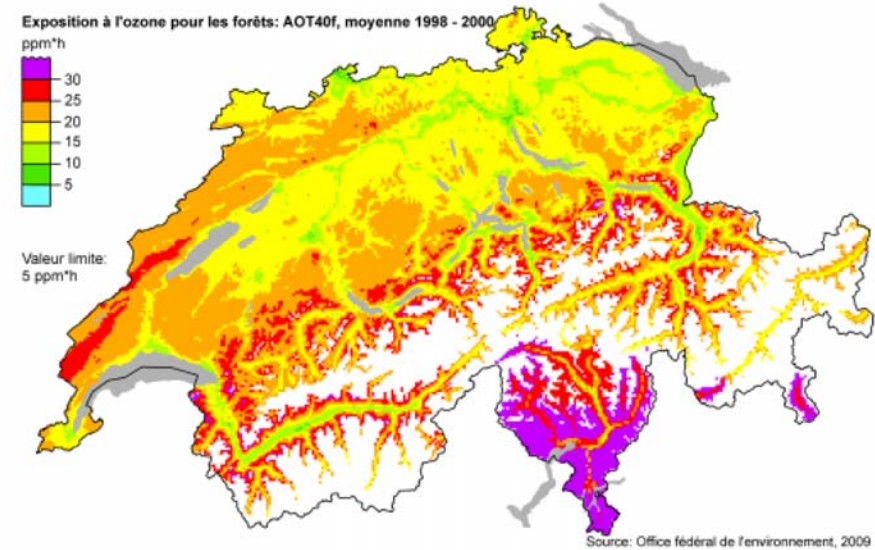 Exposition à l'ozone pour les forêts: AOT40f, moyenne 1998 - 2000
ppm*h
30
25
20
15
10
5
Valeur limite:
5 ppm*h
Source: Office fédéral de l'environnement, 2009